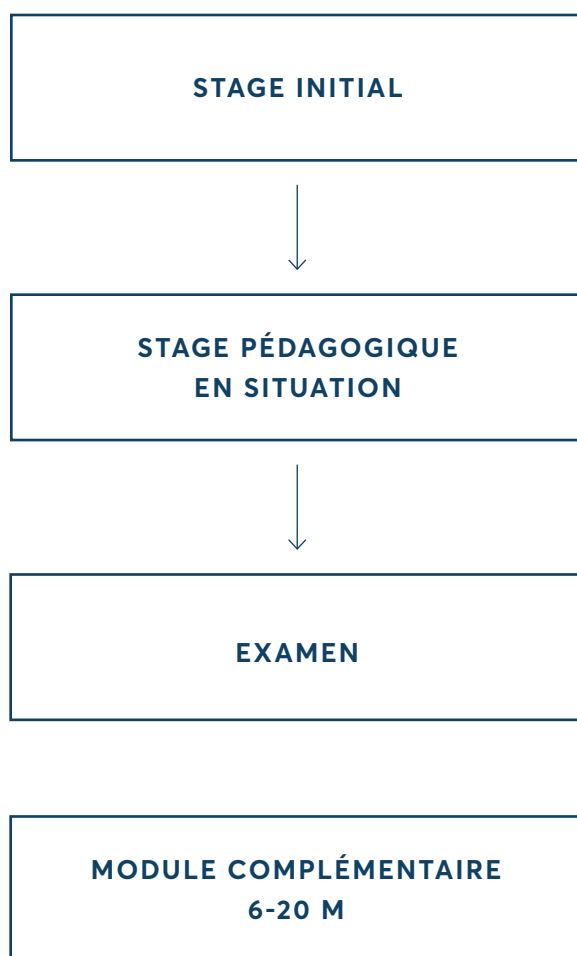 STAGE INITIAL
STAGE PÉDAGOGIQUE
EN SITUATION
EXAMEN
MODULE COMPLÉMENTAIRE
6-20 M